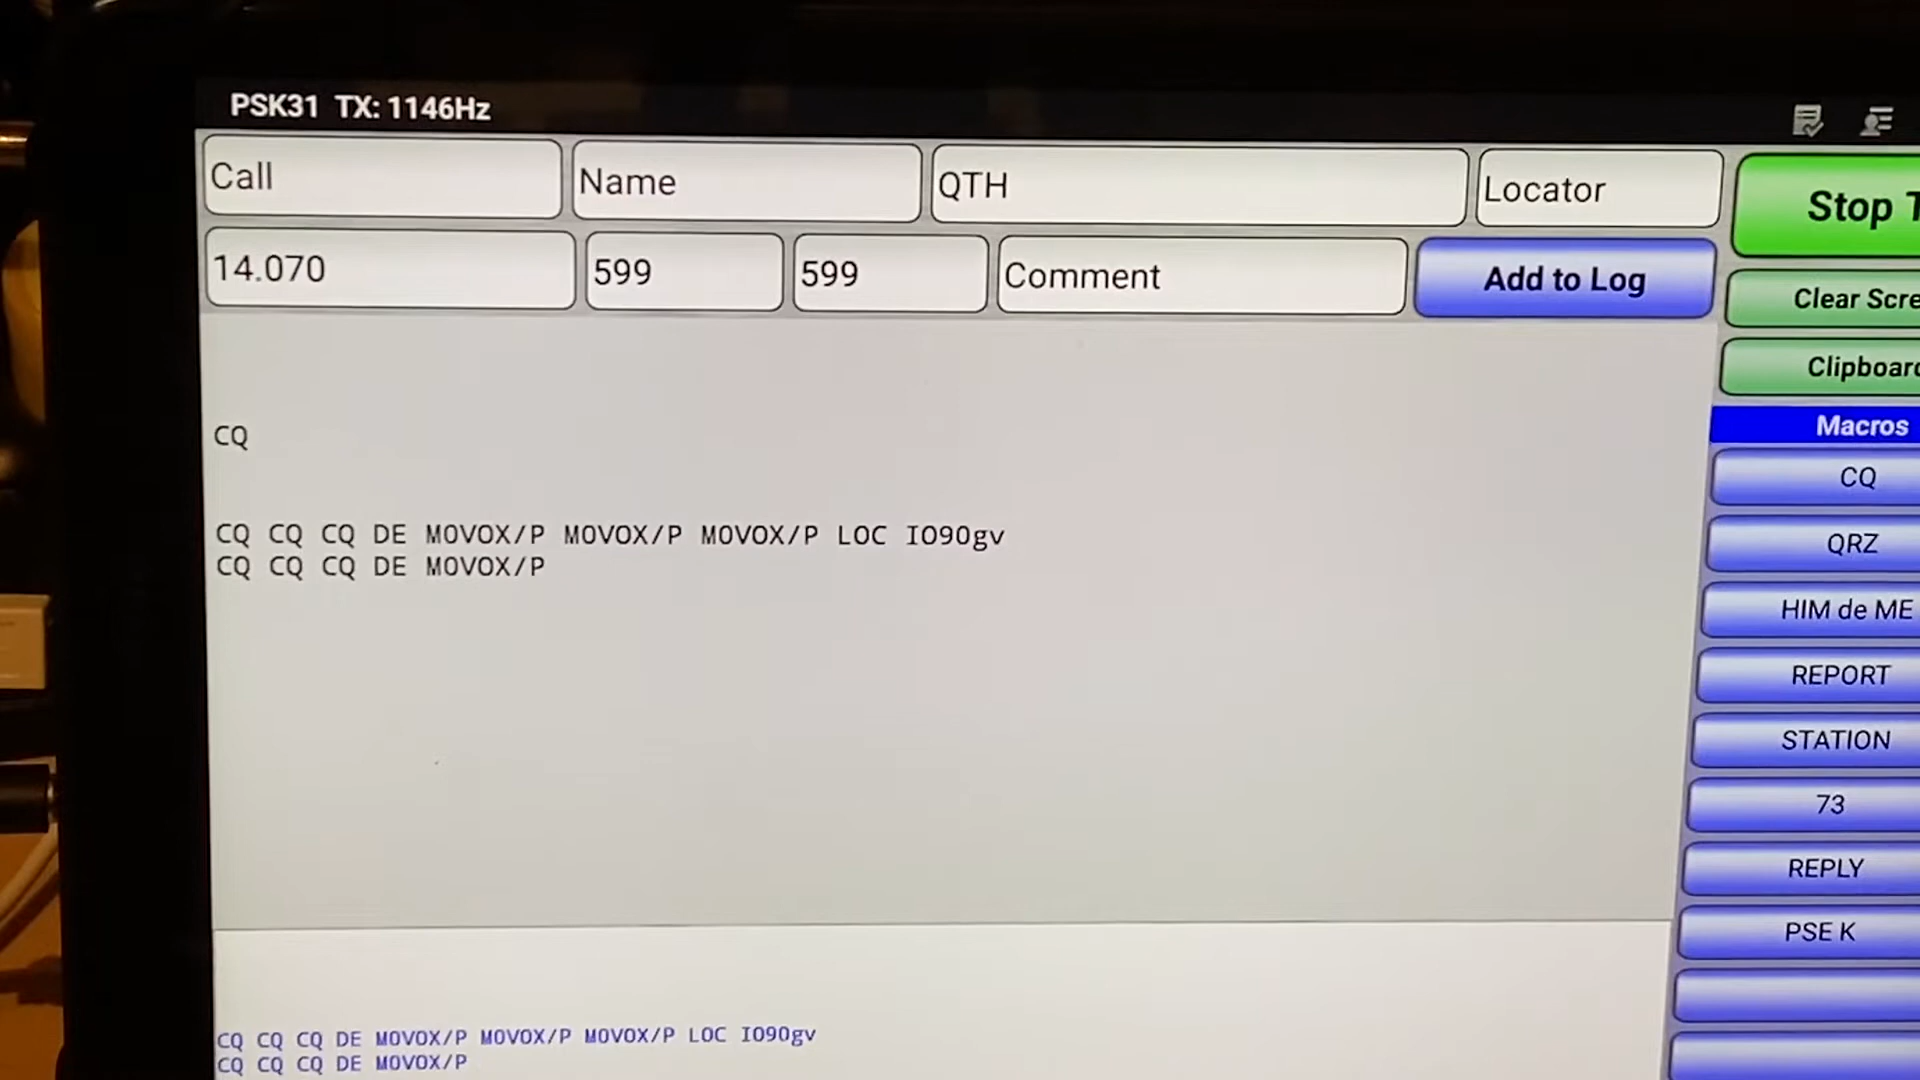 PSK31 TX: 1146Hz
Call Name QTH Locator Stop
14.070 599 599 Comment Add to Log
Clear Scre
Clipboard
CQ
Macros
CQ
QRZ
CQ CQ CQ DE M0VOX/P M0VOX/P M0VOX/P LOC IO90gv
CQ CQ CQ DE M0VOX/P
HIM de ME
REPORT
STATION
73
REPLY
PSE K
CQ CQ CQ DE M0VOX/P M0VOX/P M0VOX/P LOC IO90gv
CQ CQ CQ DE M0VOX/P